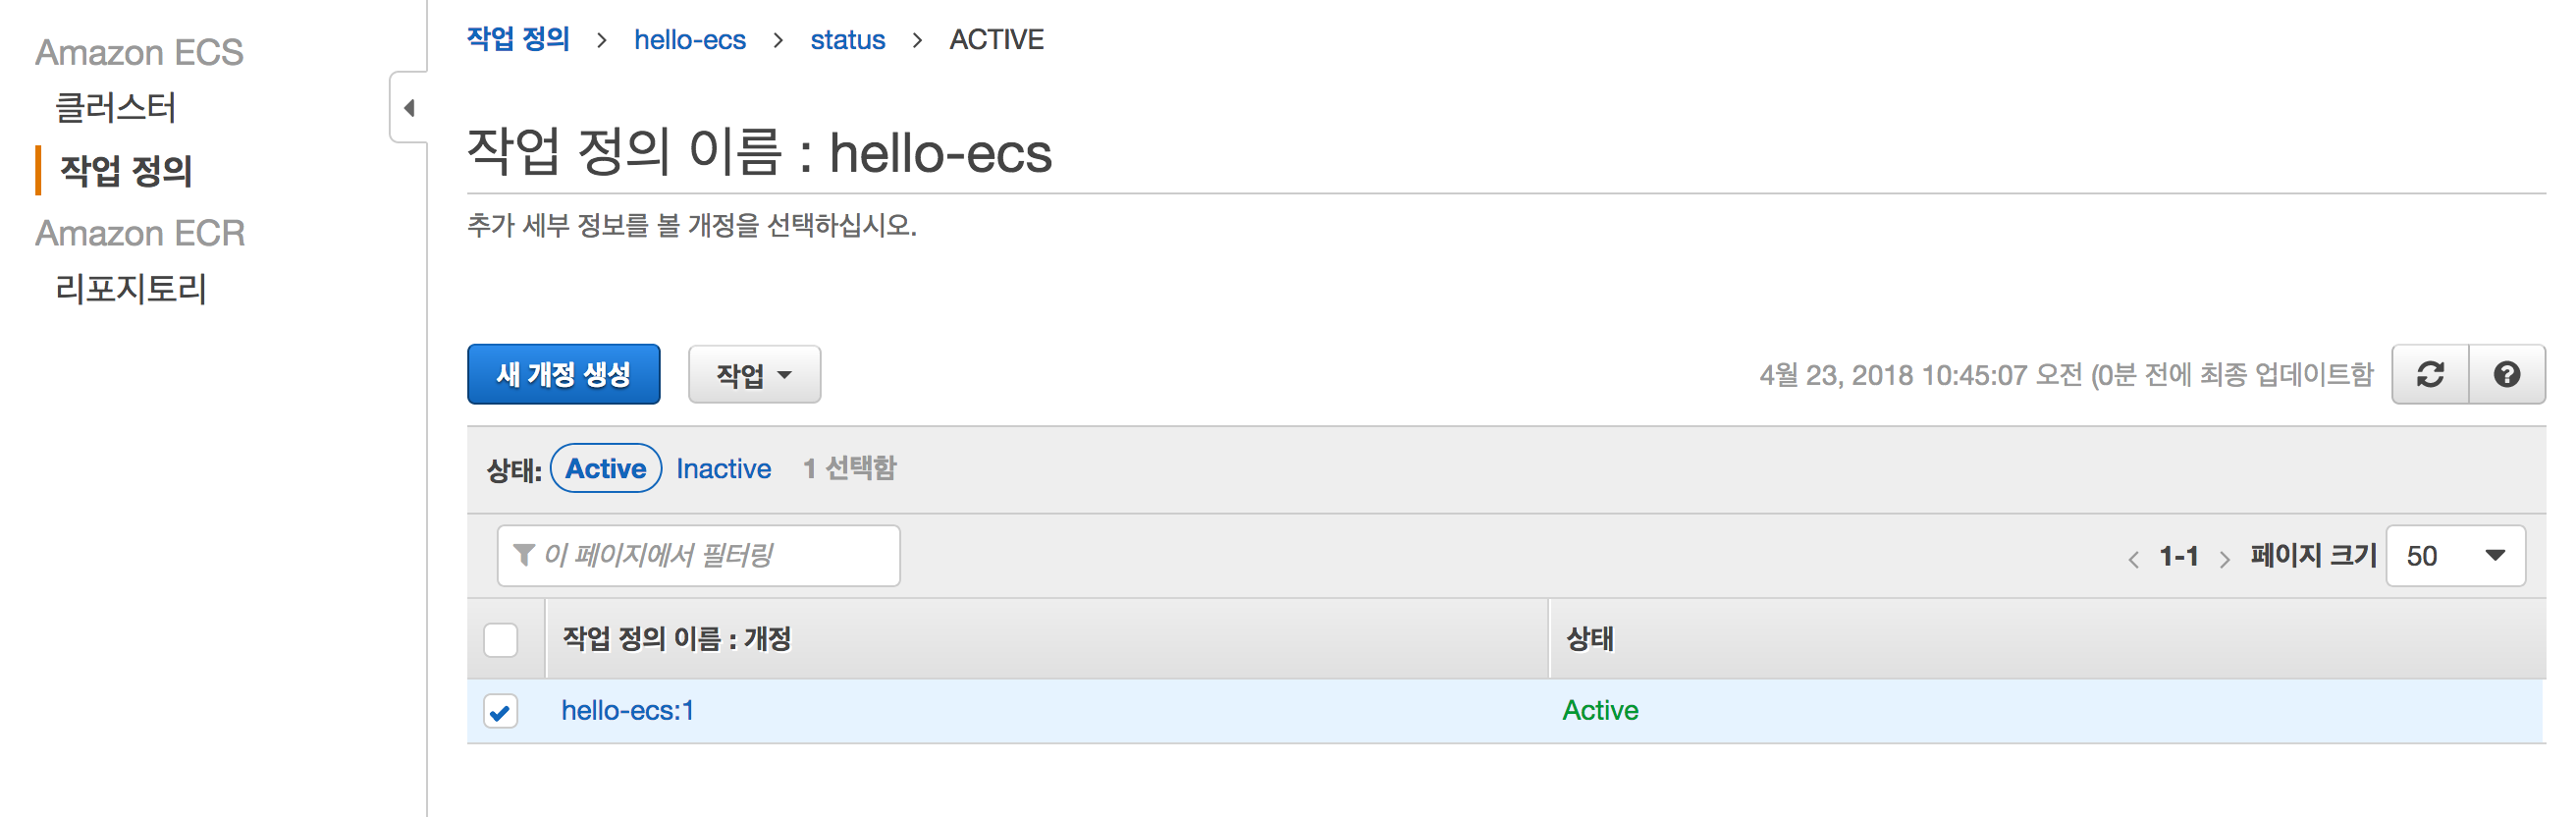 Amazon ECS
클러스터
작업 정의
Amazon ECR
리포지토리
작업 정의 > hello-ecs > status > ACTIVE
작업 정의 이름 : hello-ecs
추가 세부 정보를 볼 개정을 선택하십시오.
새 개정 생성 작업
4월 23, 2018 10:45:07 오전 (0분 전에 최종 업데이트함
상태: Active Inactive 1 선택함
이 페이지에서 필터링
< 1-1 > 페이지 크기 50
작업 정의 이름 : 개정 상태
hello-ecs:1 Active